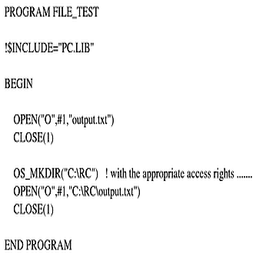 PROGRAM FILE_TEST
!$INCLUDE="PC.LIB"
BEGIN
OPEN("O",#1,"output.txt")
CLOSE(1)
OS_MKDIR("C:\RC") ! with the appropriate access rights .......
OPEN("O",#1,"C:\RC\output.txt")
CLOSE(1)
END PROGRAM